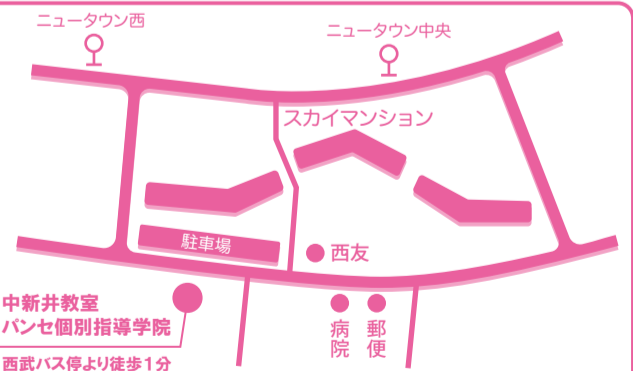 ニュータウン西
ニュータウン中央
スカイマンション
駐車場
西友
病院
郵便
中新井教室
パンセ個別指導学院
西武バス停より徒歩1分